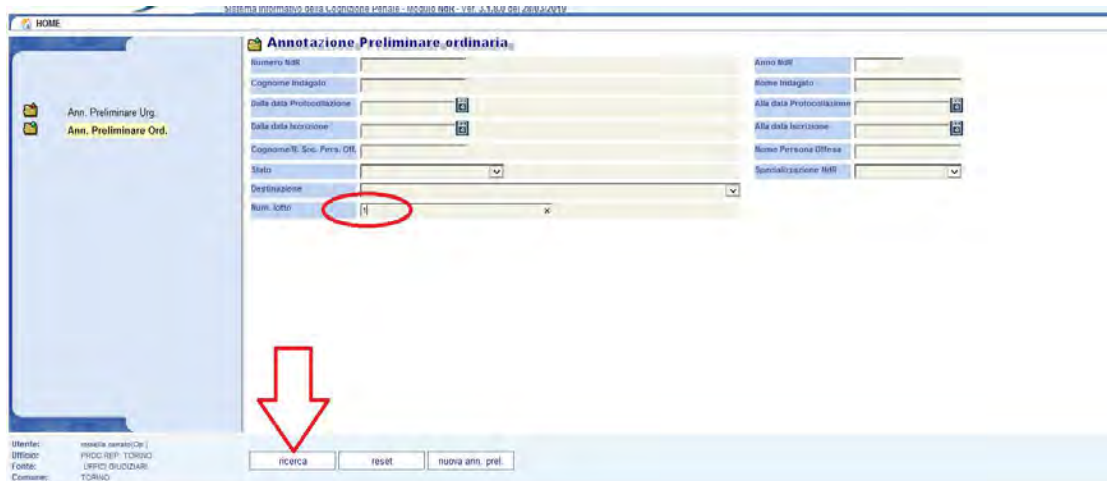 Sistema Informativo della Cognizione Penale - Modulo NdR - Ver. 3.1.8.0 del 28/03/2019
HOME
Ann. Preliminare Urg.
Ann. Preliminare Ord.
Annotazione Preliminare ordinaria
Numero NdR
Anno NdR
Cognome Indagato
Nome Indagato
Dalla data Protocollazione
Alla data Protocollazione
Dalla data Iscrizione
Alla data Iscrizione
Cognome/R. Soc. Pers. Off.
Nome Persona Offesa
Stato
Specializzazione NdR
Destinazione
Num. lotto
x
Utente:
Ufficio: PROC.REP. TORINO
Fonte: UFFICI GIUDIZIARI
Comune: TORINO
ricerca reset nuova ann. prel.